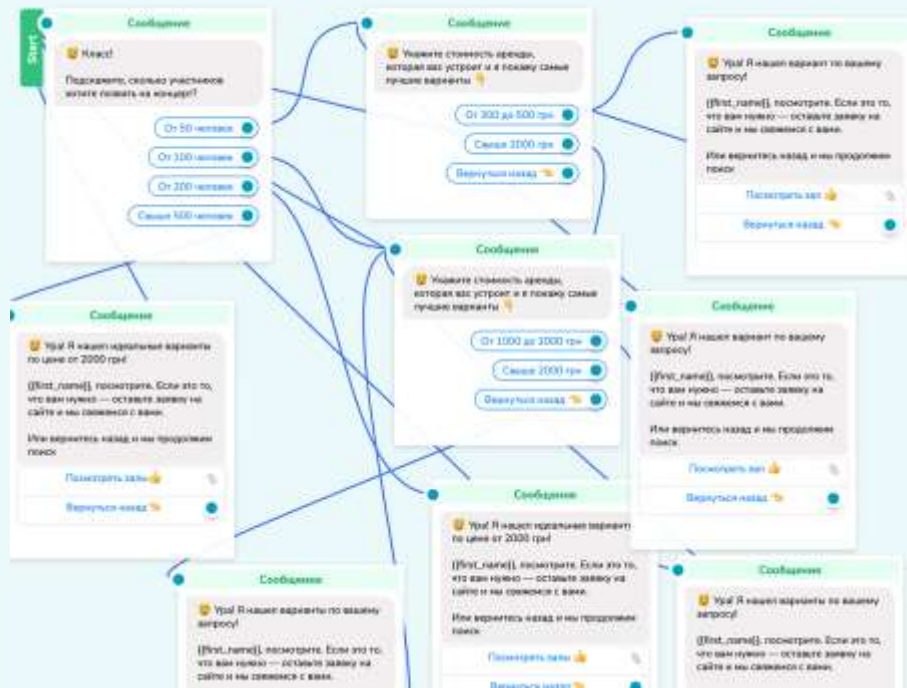 Start
Сообщение
Класс!
Подскажите, сколько участников
хотите позвать на концерт?
От 50 человек
От 100 человек
От 200 человек
Свыше 500 человек
Сообщение
Укажите стоимость аренды,
которая вас устроит и я покажу самые
лучшие варианты
От 300 до 500 грн
Свыше 1000 грн
Вернуться назад
Сообщение
Ура! Я нашел вариант по вашему
запросу!
{{first_name}}, посмотрите. Если это то,
что вам нужно — оставьте заявку на
сайте и мы свяжемся с вами.
Или вернитесь назад и мы продолжим
поиск
Посмотреть зал
Вернуться назад
Сообщение
Укажите стоимость аренды,
которая вас устроит и я покажу самые
лучшие варианты
От 1000 до 2000 грн
Свыше 2000 грн
Вернуться назад
Сообщение
Ура! Я нашел идеальные варианты
по цене от 2000 грн!
{{first_name}}, посмотрите. Если это то,
что вам нужно — оставьте заявку на
сайте и мы свяжемся с вами.
Или вернитесь назад и мы продолжим
поиск
Посмотреть залы
Вернуться назад
Сообщение
Ура! Я нашел вариант по вашему
запросу!
{{first_name}}, посмотрите. Если это то,
что вам нужно — оставьте заявку на
сайте и мы свяжемся с вами.
Или вернитесь назад и мы продолжим
поиск
Посмотреть зал
Вернуться назад
Сообщение
Ура! Я нашел идеальные варианты
по цене от 2000 грн!
{{first_name}}, посмотрите. Если это то,
что вам нужно — оставьте заявку на
сайте и мы свяжемся с вами.
Или вернитесь назад и мы продолжим
поиск
Посмотреть залы
Вернуться назад
Сообщение
Ура! Я нашел варианты по вашему
запросу!
{{first_name}}, посмотрите. Если это то,
что вам нужно — оставьте заявку на
сайте и мы свяжемся с вами.
Сообщение
Ура! Я нашел варианты по вашему
запросу!
{{first_name}}, посмотрите. Если это то,
что вам нужно — оставьте заявку на
сайте и мы свяжемся с вами.